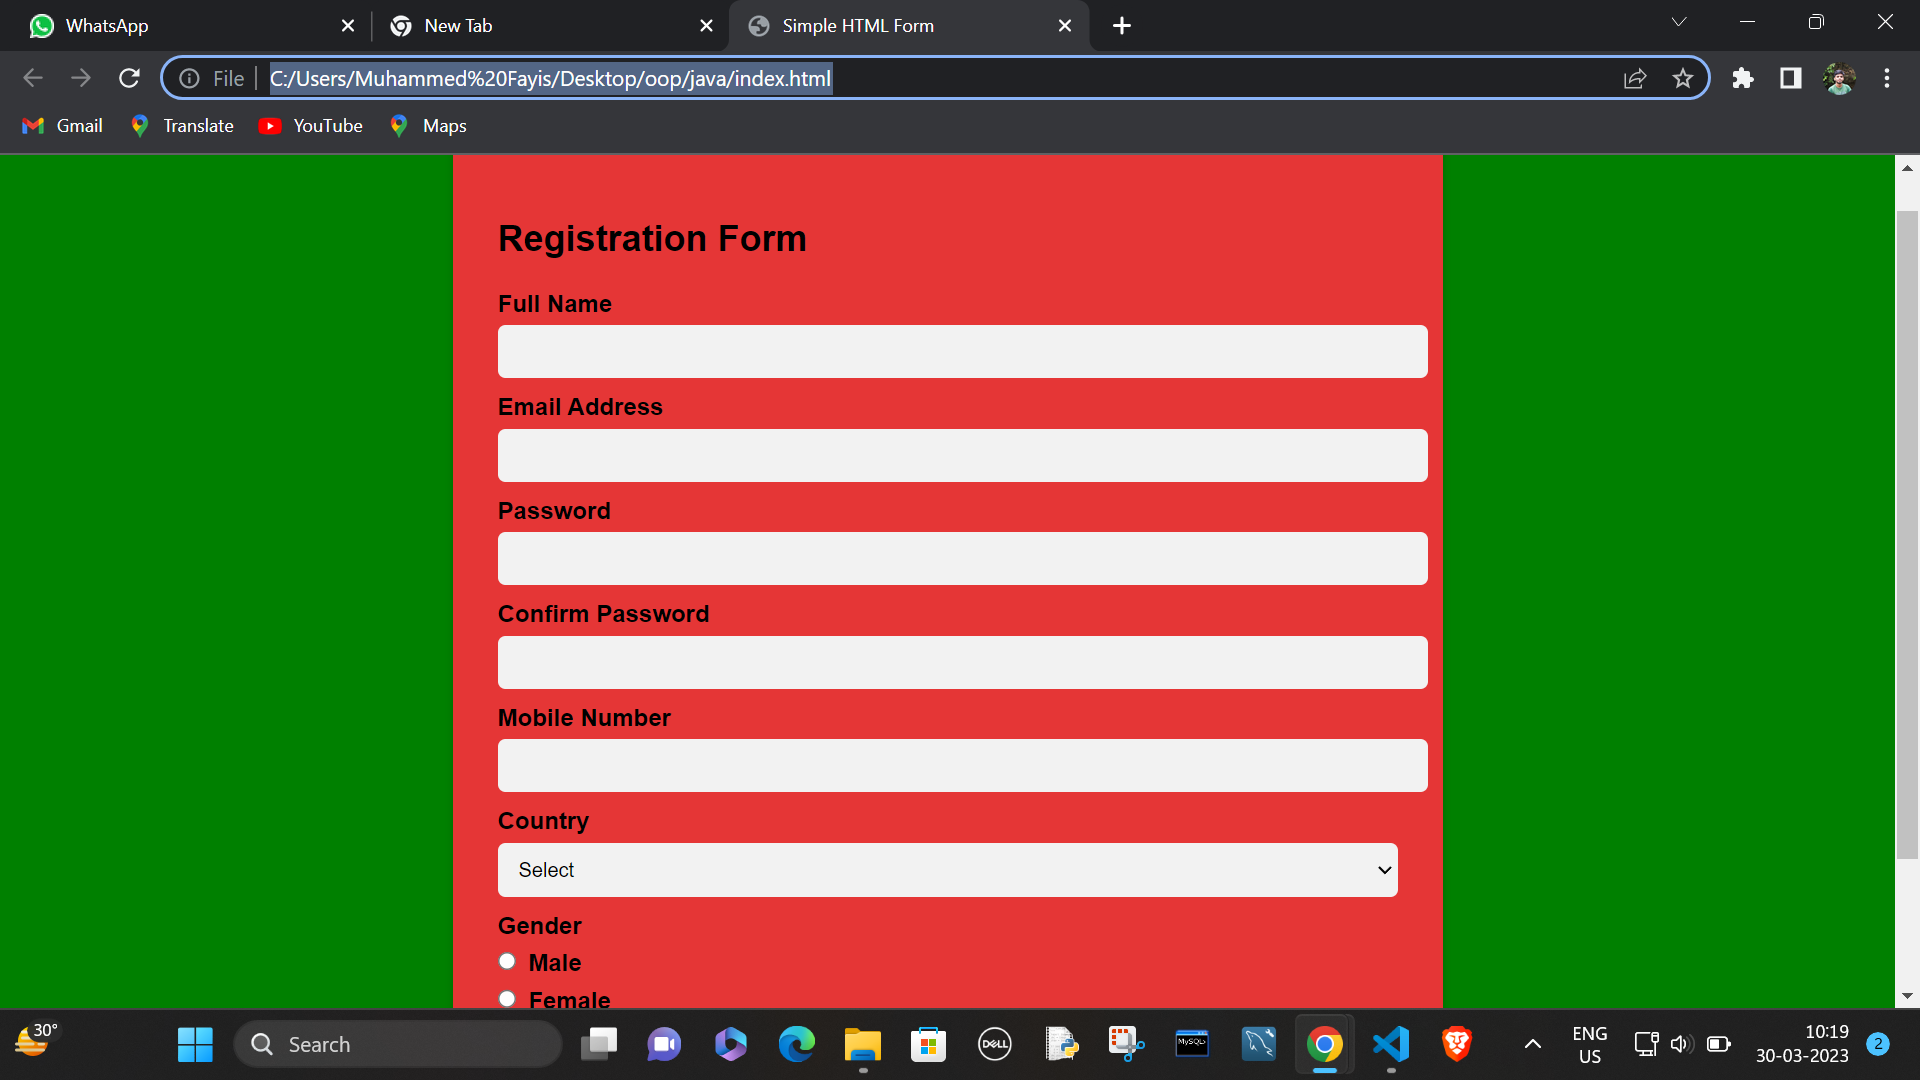 WhatsApp
New Tab
Simple HTML Form
File
C:/Users/Muhammed%20Fayis/Desktop/oop/java/index.html
Gmail
Translate
YouTube
Maps
Registration Form
Full Name
Email Address
Password
Confirm Password
Mobile Number
Country
Select
Gender
Male
Female
30°
Search
DELL
MySQL>
ENG
US
10:19
30-03-2023
2